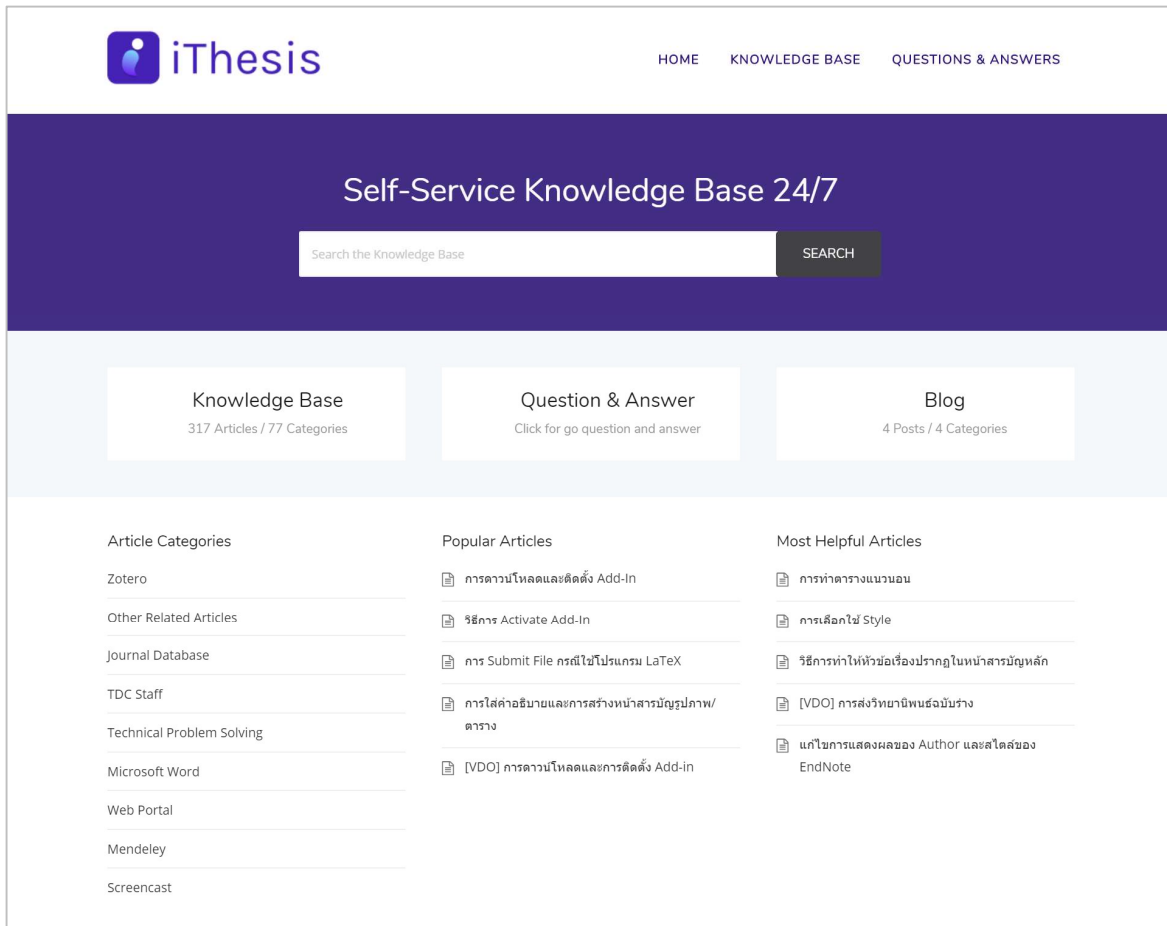 iThesis
HOME KNOWLEDGE BASE QUESTIONS & ANSWERS
Self-Service Knowledge Base 24/7
Search the Knowledge Base SEARCH
Knowledge Base
317 Articles / 77 Categories
Question & Answer
Click for go question and answer
Blog
4 Posts / 4 Categories
Article Categories
Zotero
Other Related Articles
Journal Database
TDC Staff
Technical Problem Solving
Microsoft Word
Web Portal
Mendeley
Screencast
Popular Articles
การดาวน์โหลดและติดตั้ง Add-In
วิธีการ Activate Add-In
การ Submit File กรณีใช้โปรแกรม LaTeX
การใส่คำอธิบายและการสร้างหน้าสารบัญรูปภาพ/
ตาราง
[VDO] การดาวน์โหลดและการติดตั้ง Add-in
Most Helpful Articles
การทำตารางแนวนอน
การเลือกใช้ Style
วิธีการทำให้หัวข้อเรื่องปรากฏในหน้าสารบัญหลัก
[VDO] การส่งวิทยานิพนธ์ฉบับร่าง
แก้ไขการแสดงผลของ Author และสไตล์ของ
EndNote